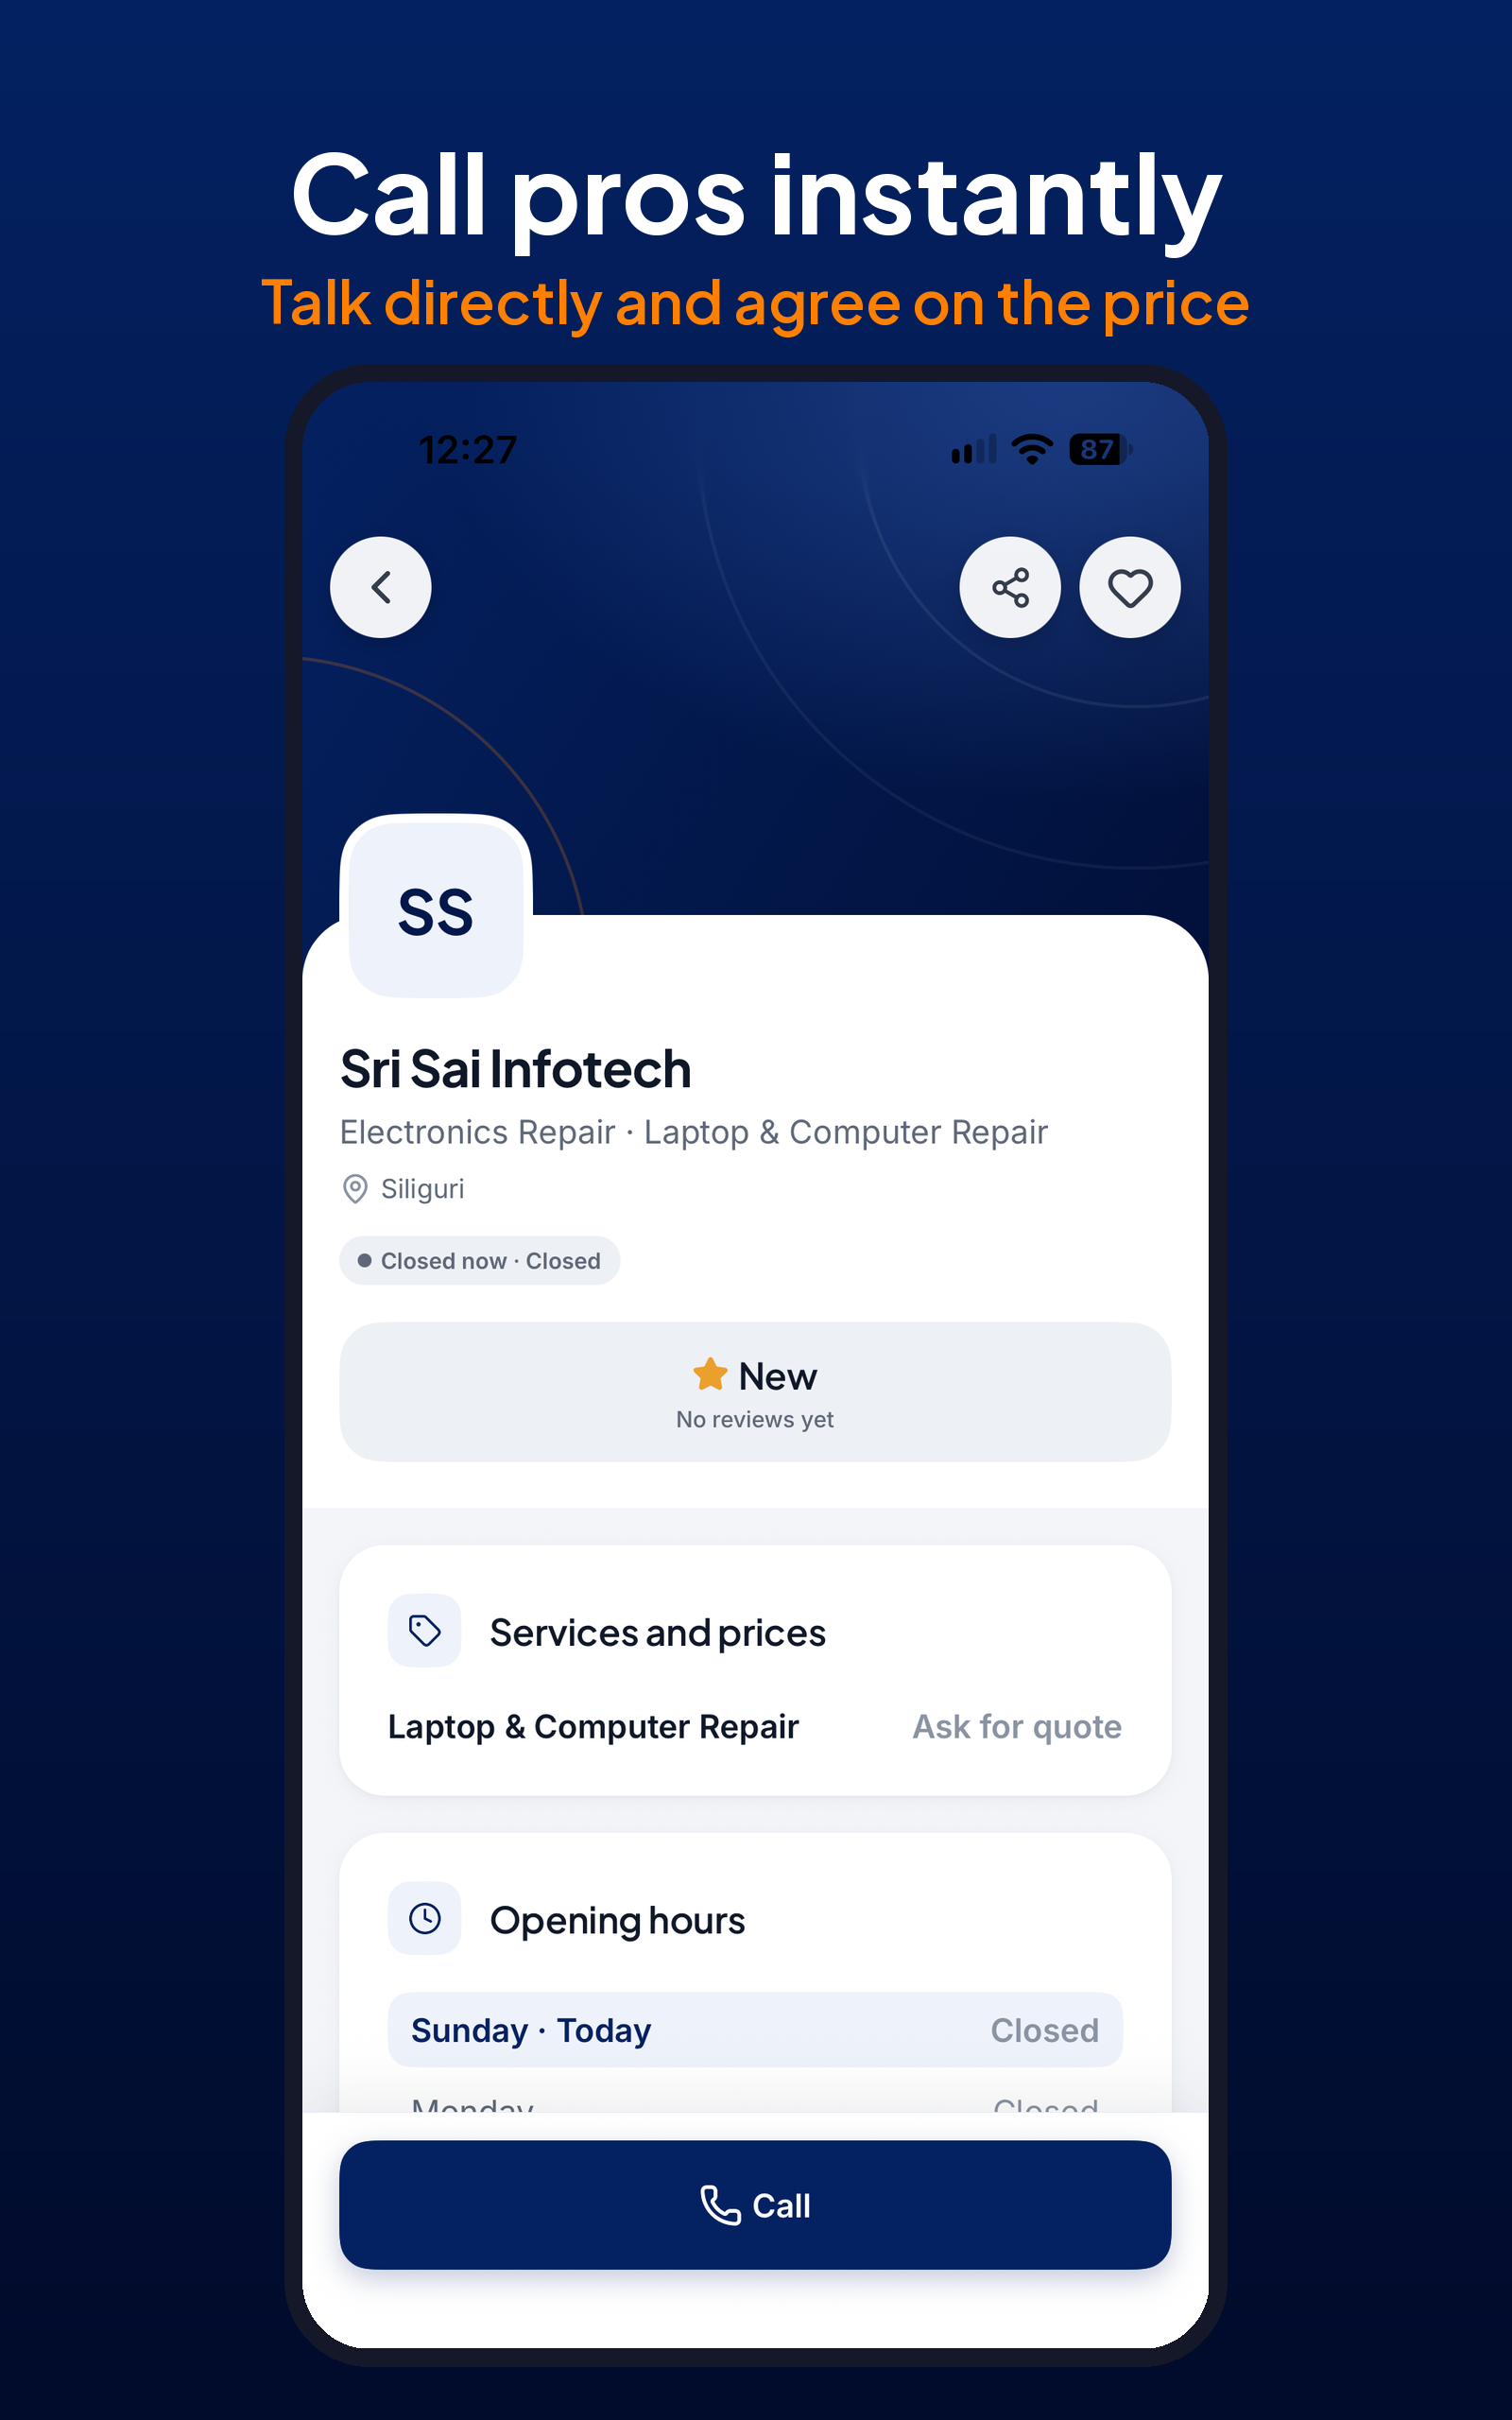 Call pros instantly
Talk directly and agree on the price
12:27
87
SS
Sri Sai Infotech
Electronics Repair · Laptop & Computer Repair
Siliguri
Closed now · Closed
New
No reviews yet
Services and prices
Laptop & Computer Repair Ask for quote
Opening hours
Sunday · Today Closed
Monday Closed
Call